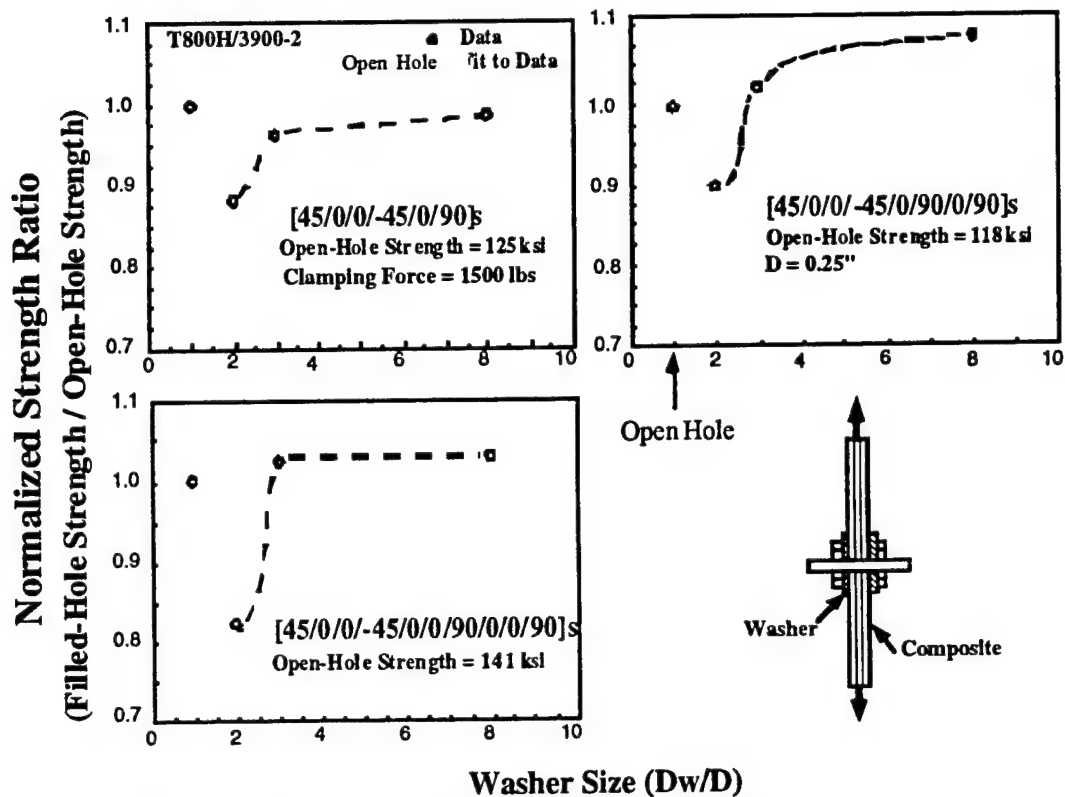 Normalized Strength Ratio
(Filled-Hole Strength / Open-Hole Strength)
1.1
1.0
0.9
0.8
0.7
T800H/3900-2
Data
Open Hole to Data
[45/0/0/-45/0/90]s
Open-Hole Strength = 125 ksi
Clamping Force = 1500 lbs
0 2 4 6 8 10
1.1
1.0
0.9
0.8
0.7
[45/0/0/-45/0/90/0/90]s
Open-Hole Strength = 118 ksi
D = 0.25"
0 2 4 6 8 10
Open Hole
1.1
1.0
0.9
0.8
0.7
[45/0/0/-45/0/0/90/0/0/90]s
Open-Hole Strength = 141 ksi
0 2 4 6 8 10
Washer
Composite
Washer Size (Dw/D)